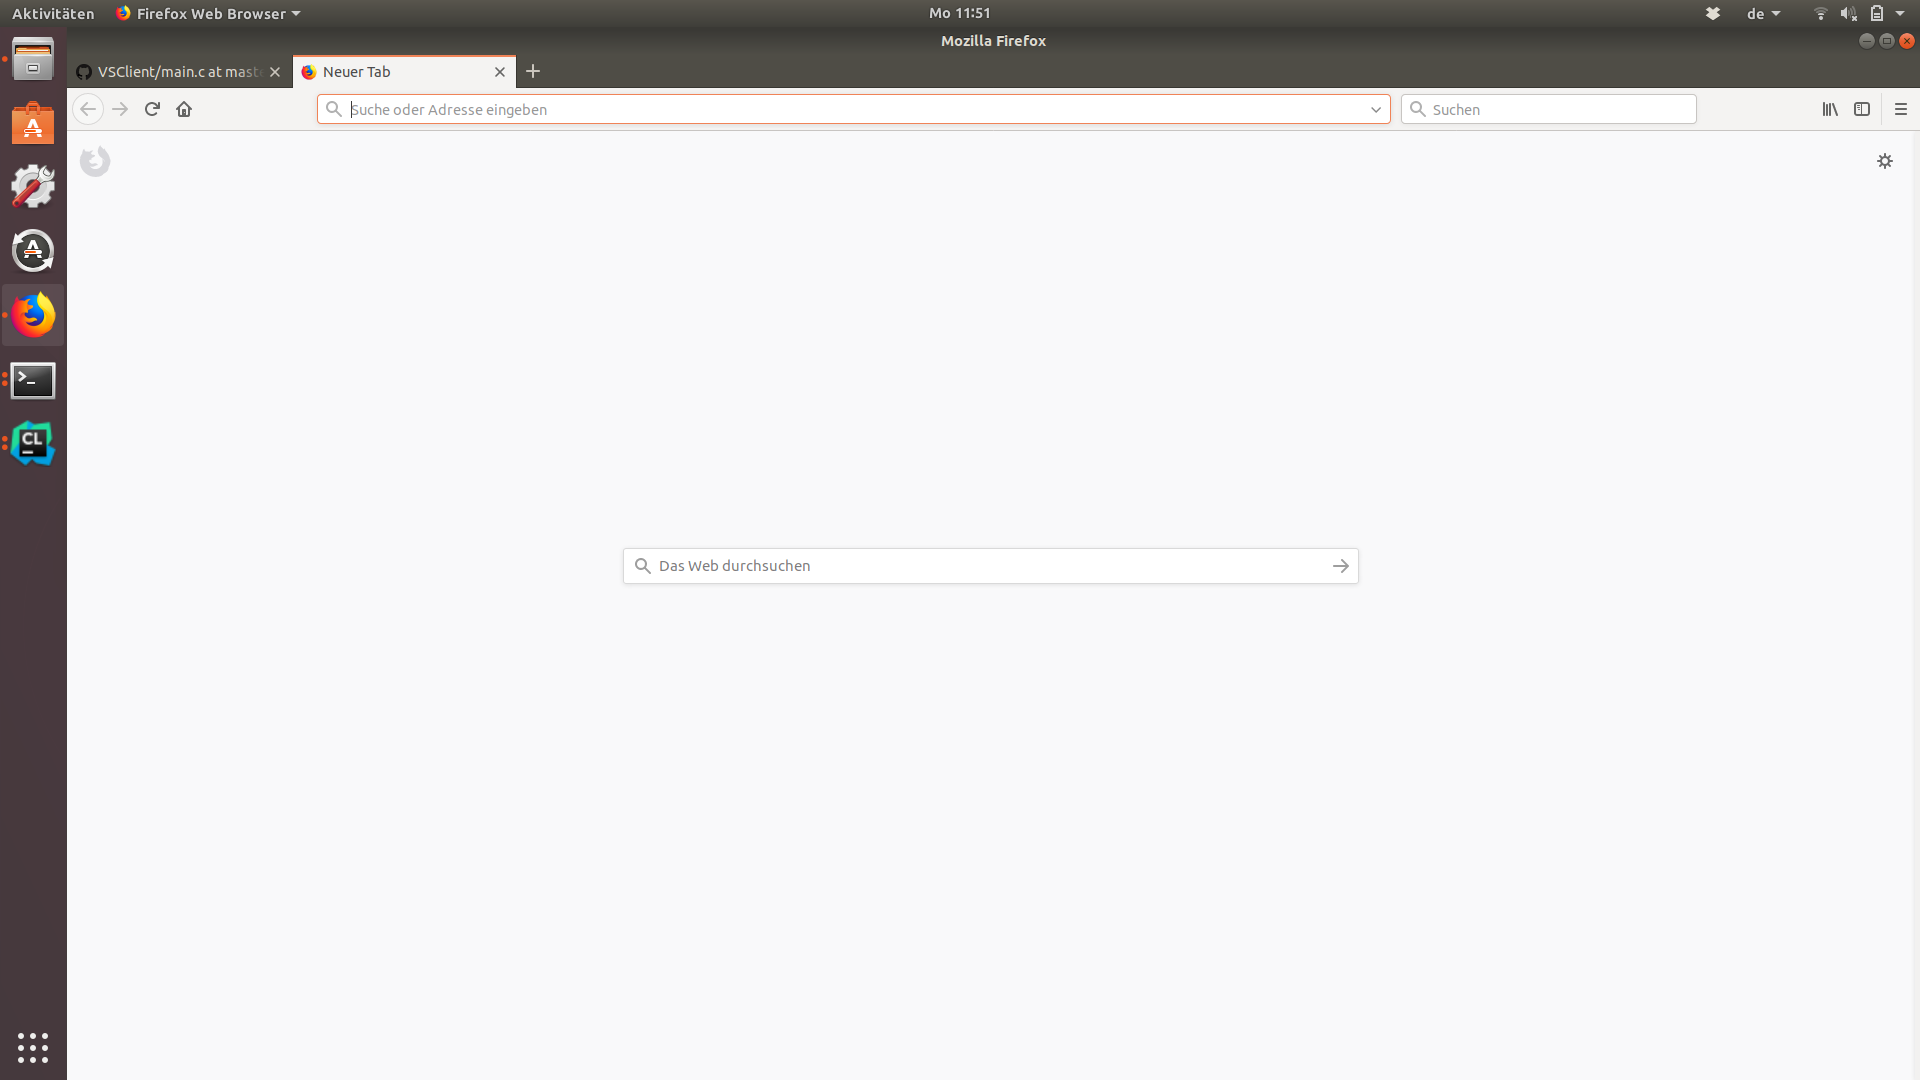 Aktivitäten Firefox Web Browser Mo 11:51 de
Mozilla Firefox
VSClient/main.c at maste Neuer Tab
Suche oder Adresse eingeben Suchen
Das Web durchsuchen
CL